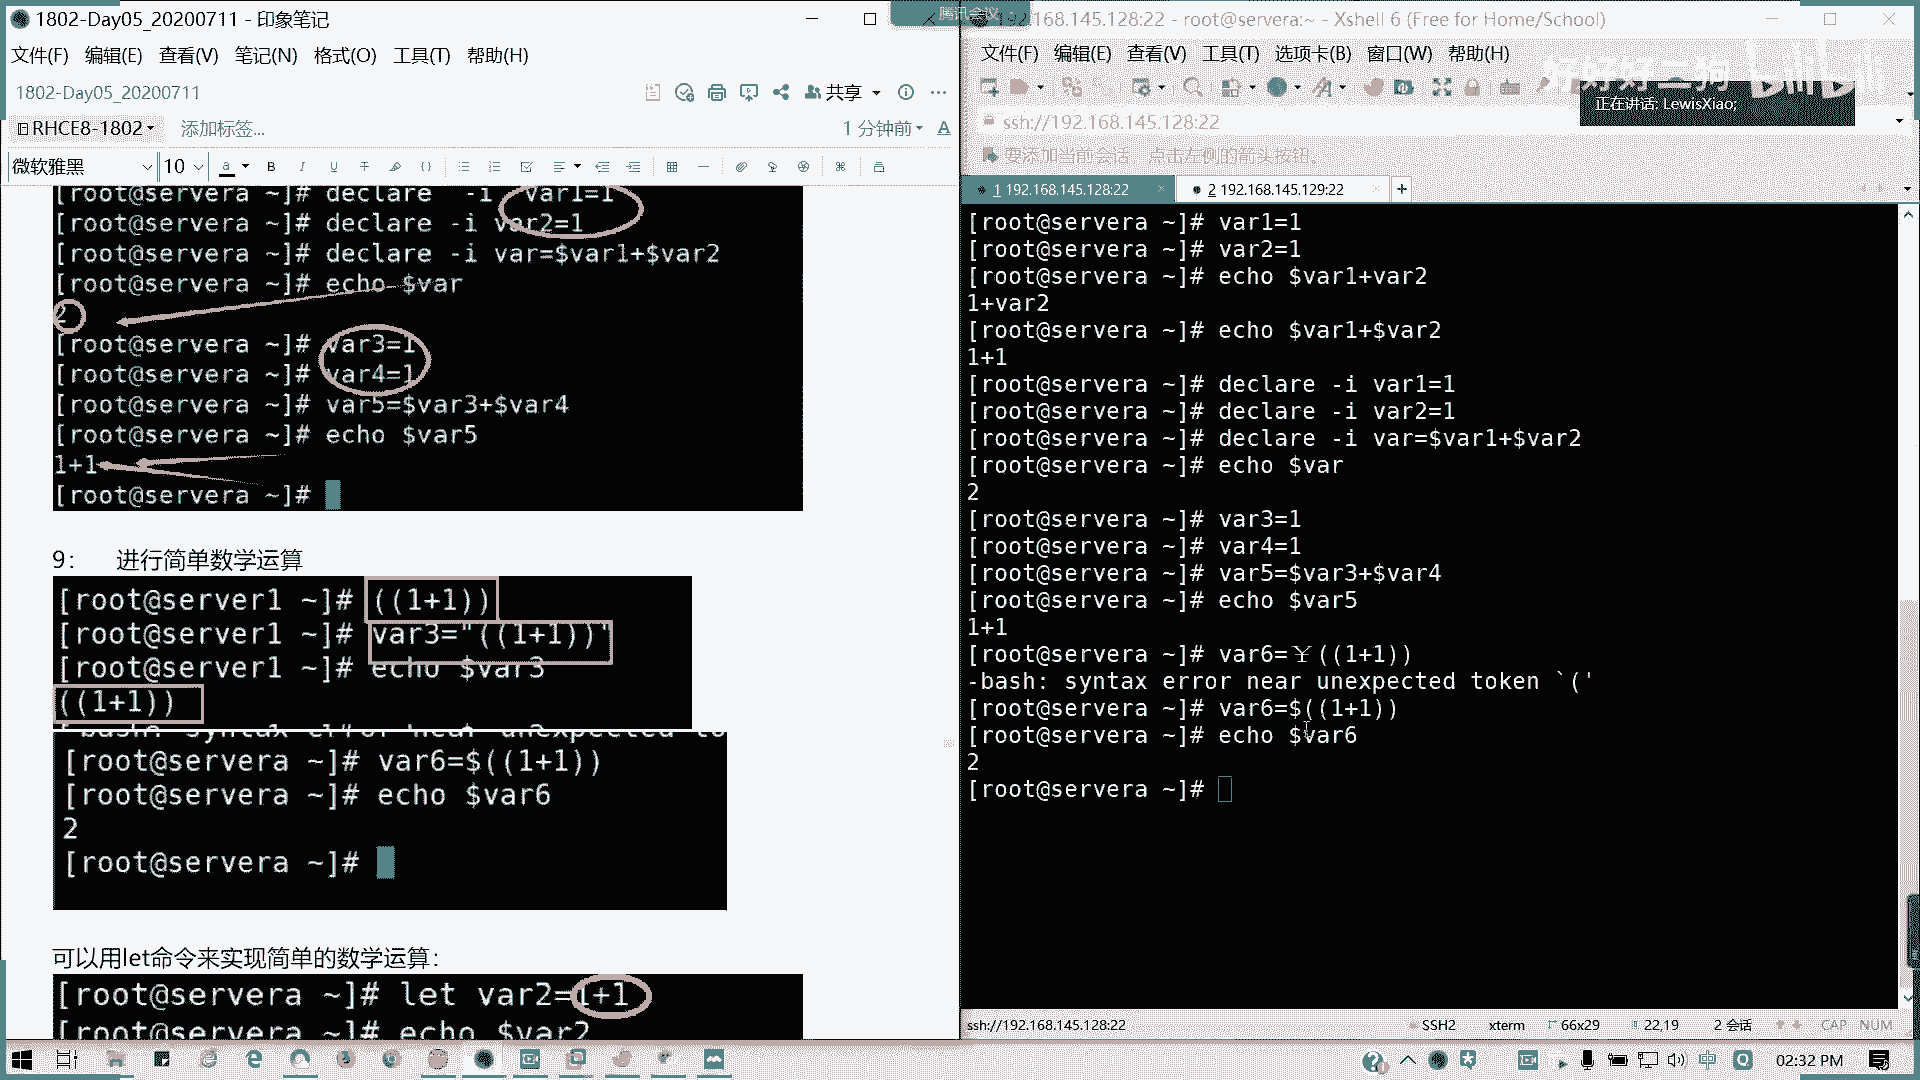 1802-Day05_20200711 - 印象笔记
文件(F) 编辑(E) 查看(V) 笔记(N) 格式(O) 工具(T) 帮助(H)
1802-Day05_20200711
共享
RHCE8-1802 添加标签...
1 分钟前
微软雅黑 10
[root@servera ~]# declare -i var1=1
[root@servera ~]# declare -i var2=1
[root@servera ~]# declare -i var=$var1+$var2
[root@servera ~]# echo $var
2
[root@servera ~]# var3=1
[root@servera ~]# var4=1
[root@servera ~]# var5=$var3+$var4
[root@servera ~]# echo $var5
1+1
[root@servera ~]#
9： 进行简单数学运算
[root@server1 ~]# ((1+1))
[root@server1 ~]# var3="((1+1))"
[root@server1 ~]# echo $var3
((1+1))
[root@servera ~]# var6=$((1+1))
[root@servera ~]# echo $var6
2
[root@servera ~]#
可以用let命令来实现简单的数学运算：
[root@servera ~]# let var2=1+1
[root@servera ~]# echo $var2
腾讯会议
192.168.145.128:22 - root@servera:~ - Xshell 6 (Free for Home/School)
文件(F) 编辑(E) 查看(V) 工具(T) 选项卡(B) 窗口(W) 帮助(H)
好好好二狗 bilibili
正在讲话: LewisXiao;
ssh://192.168.145.128:22
要添加当前会话，点击左侧的箭头按钮。
1 192.168.145.128:22 2 192.168.145.129:22
[root@servera ~]# var1=1
[root@servera ~]# var2=1
[root@servera ~]# echo $var1+var2
1+var2
[root@servera ~]# echo $var1+$var2
1+1
[root@servera ~]# declare -i var1=1
[root@servera ~]# declare -i var2=1
[root@servera ~]# declare -i var=$var1+$var2
[root@servera ~]# echo $var
2
[root@servera ~]# var3=1
[root@servera ~]# var4=1
[root@servera ~]# var5=$var3+$var4
[root@servera ~]# echo $var5
1+1
[root@servera ~]# var6=￥((1+1))
-bash: syntax error near unexpected token `('
[root@servera ~]# var6=$((1+1))
[root@servera ~]# echo $var6
2
[root@servera ~]#
ssh://192.168.145.128:22 SSH2 xterm 66x29 22,19 2 会话 CAP NUM
中 02:32 PM